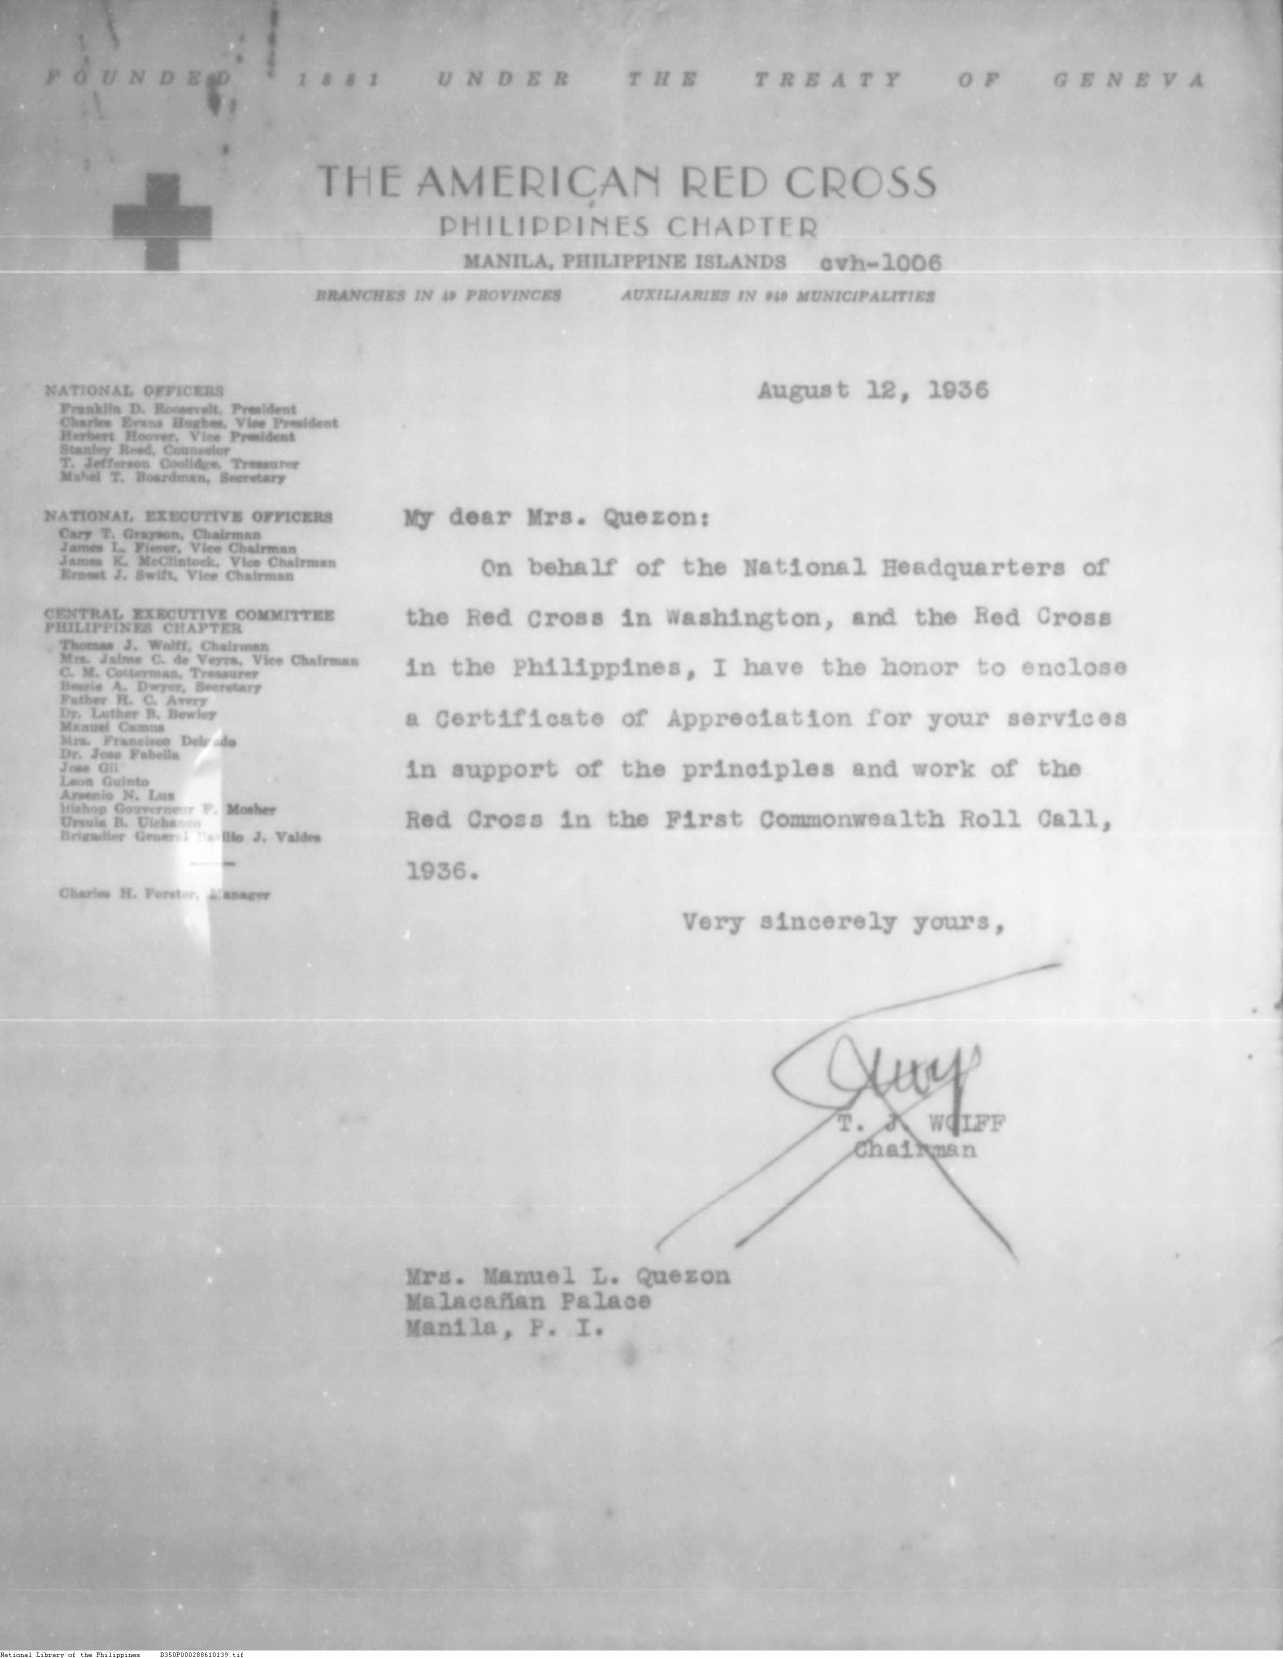 FOUNDED 1881 UNDER THE TREATY OF GENEVA
THE AMERICAN RED CROSS
PHILIPPINES CHAPTER
MANILA, PHILIPPINE ISLANDS cvh-1006
BRANCHES IN 49 PROVINCES AUXILIARIES IN MUNICIPALITIES
August 12, 1936
NATIONAL OFFICERS
Franklin D. Roosevelt, President
Charles Evans Hughes, Vice President
Herbert Hoover, Vice President
Stanley Reed, Counselor
T. Jefferson Coolidge, Treasurer
Mabel T. Boardman, Secretary
NATIONAL EXECUTIVE OFFICERS
Cary T. Grayson, Chairman
James L. Fieser, Vice Chairman
James K. McClintock, Vice Chairman
Ernest J. Swift, Vice Chairman
CENTRAL EXECUTIVE COMMITTEE
PHILIPPINES CHAPTER
Thomas J. Wolff, Chairman
Mrs. Jaime C. de Veyra, Vice Chairman
C. M. Cotterman, Treasurer
Bessie A. Dwyer, Secretary
Father H. C. Avery
Dr. Luther B. Bewley
Manuel Camus
Mrs. Francisco Delgado
Dr. Jose Fabella
Jose Gil
Leon Guinto
Arsenio N. Luz
Bishop Gouverneur F. Mosher
Ursula B. Uichanco
Brigadier General Basilio J. Valdes
Charles H. Forster, Manager
My dear Mrs. Quezon:
On behalf of the National Headquarters of
the Red Cross in Washington, and the Red Cross
in the Philippines, I have the honor to enclose
a Certificate of Appreciation for your services
in support of the principles and work of the
Red Cross in the First Commonwealth Roll Call,
1936.
Very sincerely yours,
T. J. WOLFF
Chairman
Mrs. Manuel L. Quezon
Malacañan Palace
Manila, P. I.
National Library of the Philippines D350P000288610139.tif